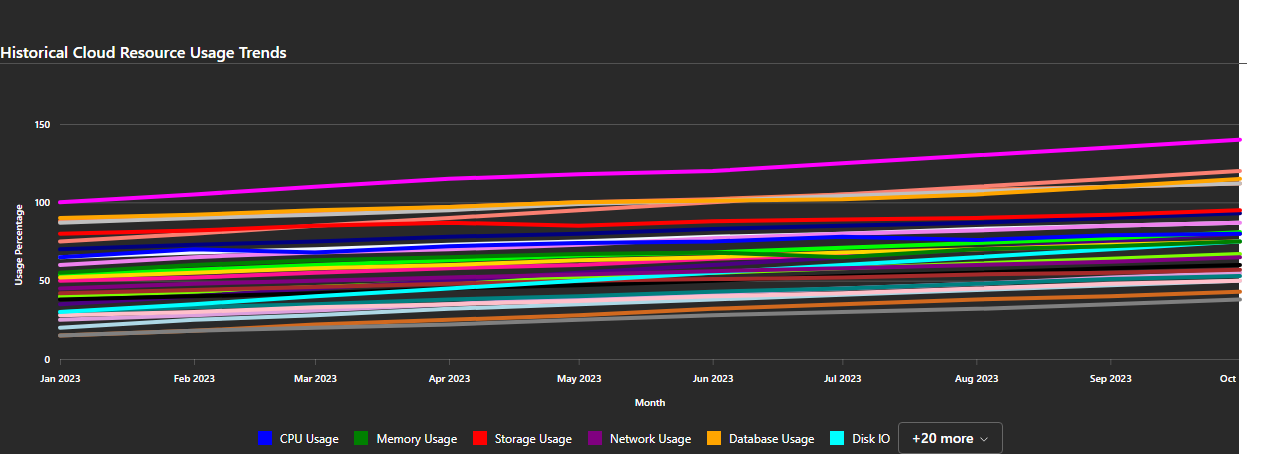 Historical Cloud Resource Usage Trends
150
100
50
0
Usage Percentage
Jan 2023 Feb 2023 Mar 2023 Apr 2023 May 2023 Jun 2023 Jul 2023 Aug 2023 Sep 2023 Oct
Month
CPU Usage Memory Usage Storage Usage Network Usage Database Usage Disk IO +20 more